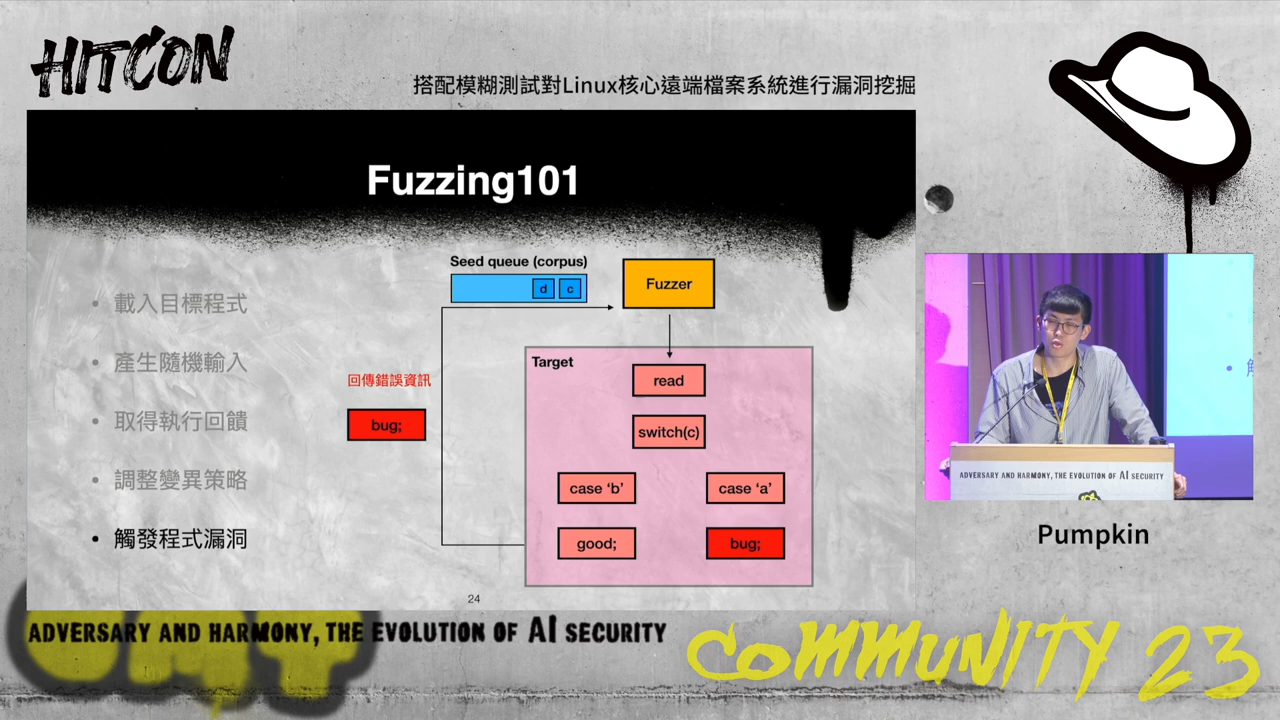 HITCON
搭配模糊測試對Linux核心遠端檔案系統進行漏洞挖掘
Fuzzing101
• 載入目標程式
• 產生隨機輸入
• 取得執行回饋
• 調整變異策略
• 觸發程式漏洞
Seed queue (corpus)
d c
Fuzzer
回傳錯誤資訊
bug;
Target
read
switch(c)
case ‘b’ case ‘a’
good; bug;
24
ADVERSARY AND HARMONY, THE EVOLUTION OF AI SECURITY
Pumpkin
ADVERSARY AND HARMONY, THE EVOLUTION OF AI SECURITY
COMMUNITY 23